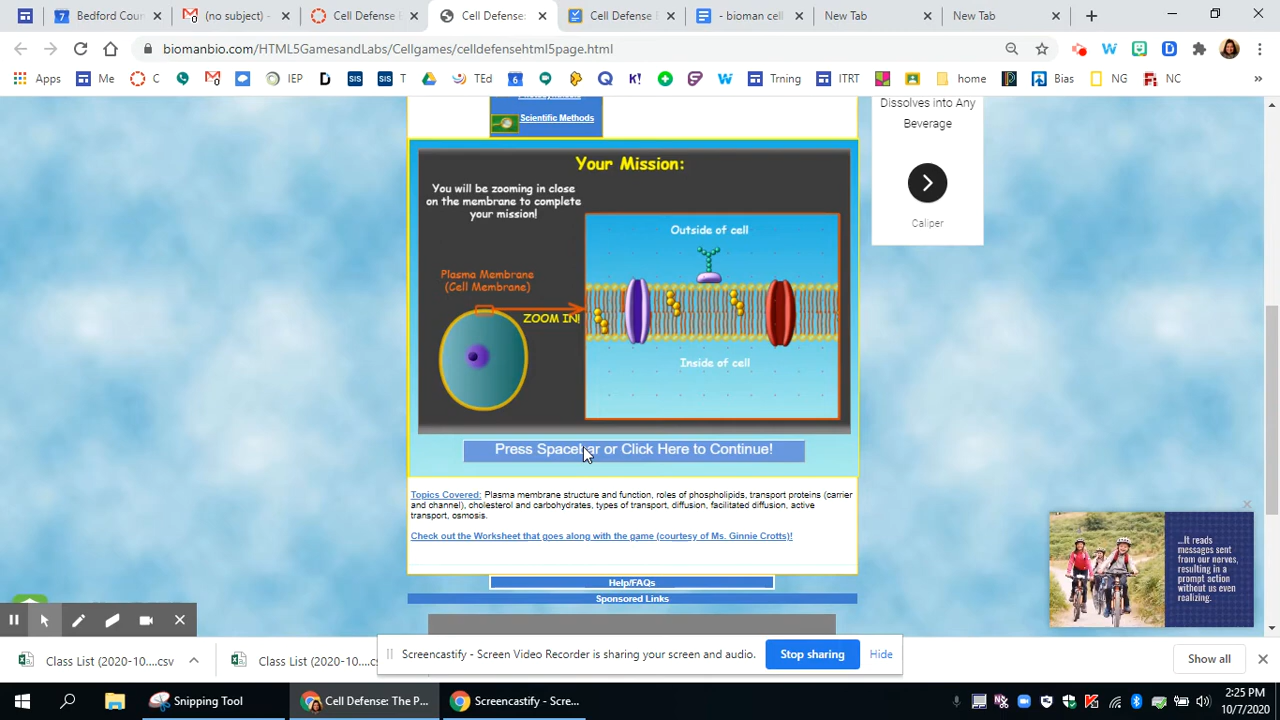 Bedford Coun
(no subject) -
Cell Defense E
Cell Defense:
Cell Defense E
- biomancell
New Tab
New Tab
biomanbio.com/HTML5GamesandLabs/Cellgames/celldefensehtml5page.html
Apps
Me
C
IEP
SIS
SIS
T
TEd
K!
Trning
ITRT
home
Bias
NG
NC
»
Scientific Methods
Dissolves into Any
Beverage
Caliper
Your Mission:
You will be zooming in close
on the membrane to complete
your mission!
Outside of cell
Plasma Membrane
(Cell Membrane)
ZOOM IN!
Inside of cell
Press Spacebar or Click Here to Continue!
Topics Covered: Plasma membrane structure and function, roles of phospholipids, transport proteins (carrier
and channel), cholesterol and carbohydrates, types of transport, diffusion, facilitated diffusion, active
transport, osmosis.
Check out the Worksheet that goes along with the game (courtesy of Ms. Ginnie Crotts)!
...It reads
messages sent
from our nerves,
resulting in a
prompt action
without us even
realizing.
Help/FAQs
Sponsored Links
Class List (2020-10....csv
Class List (2020-10....cs
Screencastify - Screen Video Recorder is sharing your screen and audio.
Stop sharing
Hide
Show all
Snipping Tool
Cell Defense: The P...
Screencastify - Scre...
2:25 PM
10/7/2020